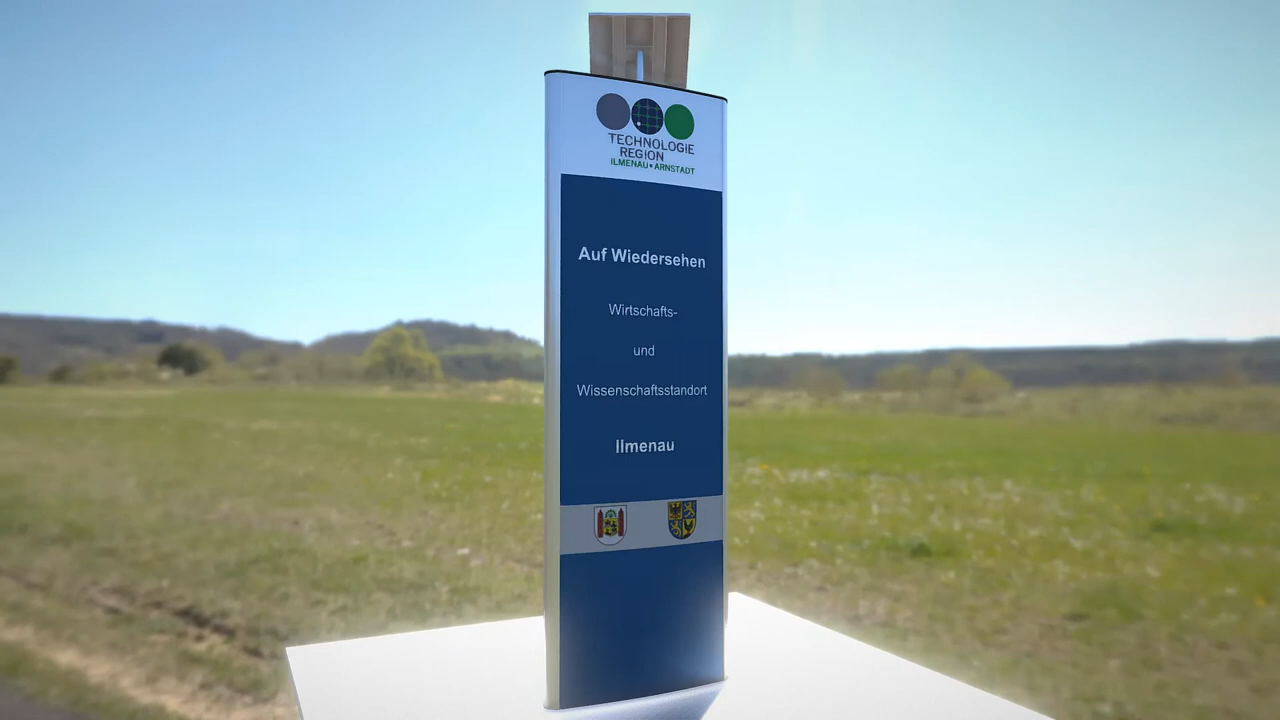 TECHNOLOGIE
REGION
ILMENAU•ARNSTADT
Auf Wiedersehen
Wirtschafts-
und
Wissenschaftsstandort
Ilmenau